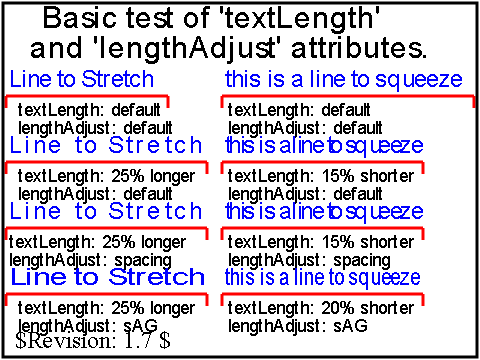 Basic test of 'textLength'
and 'lengthAdjust' attributes.
Line to Stretch
textLength: default
lengthAdjust: default
this is a line to squeeze
textLength: default
lengthAdjust: default
Line to Stretch
textLength: 25% longer
lengthAdjust: default
this is a line to squeeze
textLength: 15% shorter
lengthAdjust: default
Line to Stretch
textLength: 25% longer
lengthAdjust: spacing
this is a line to squeeze
textLength: 15% shorter
lengthAdjust: spacing
Line to Stretch
textLength: 25% longer
lengthAdjust: sAG
this is a line to squeeze
textLength: 20% shorter
lengthAdjust: sAG
$Revision: 1.7 $